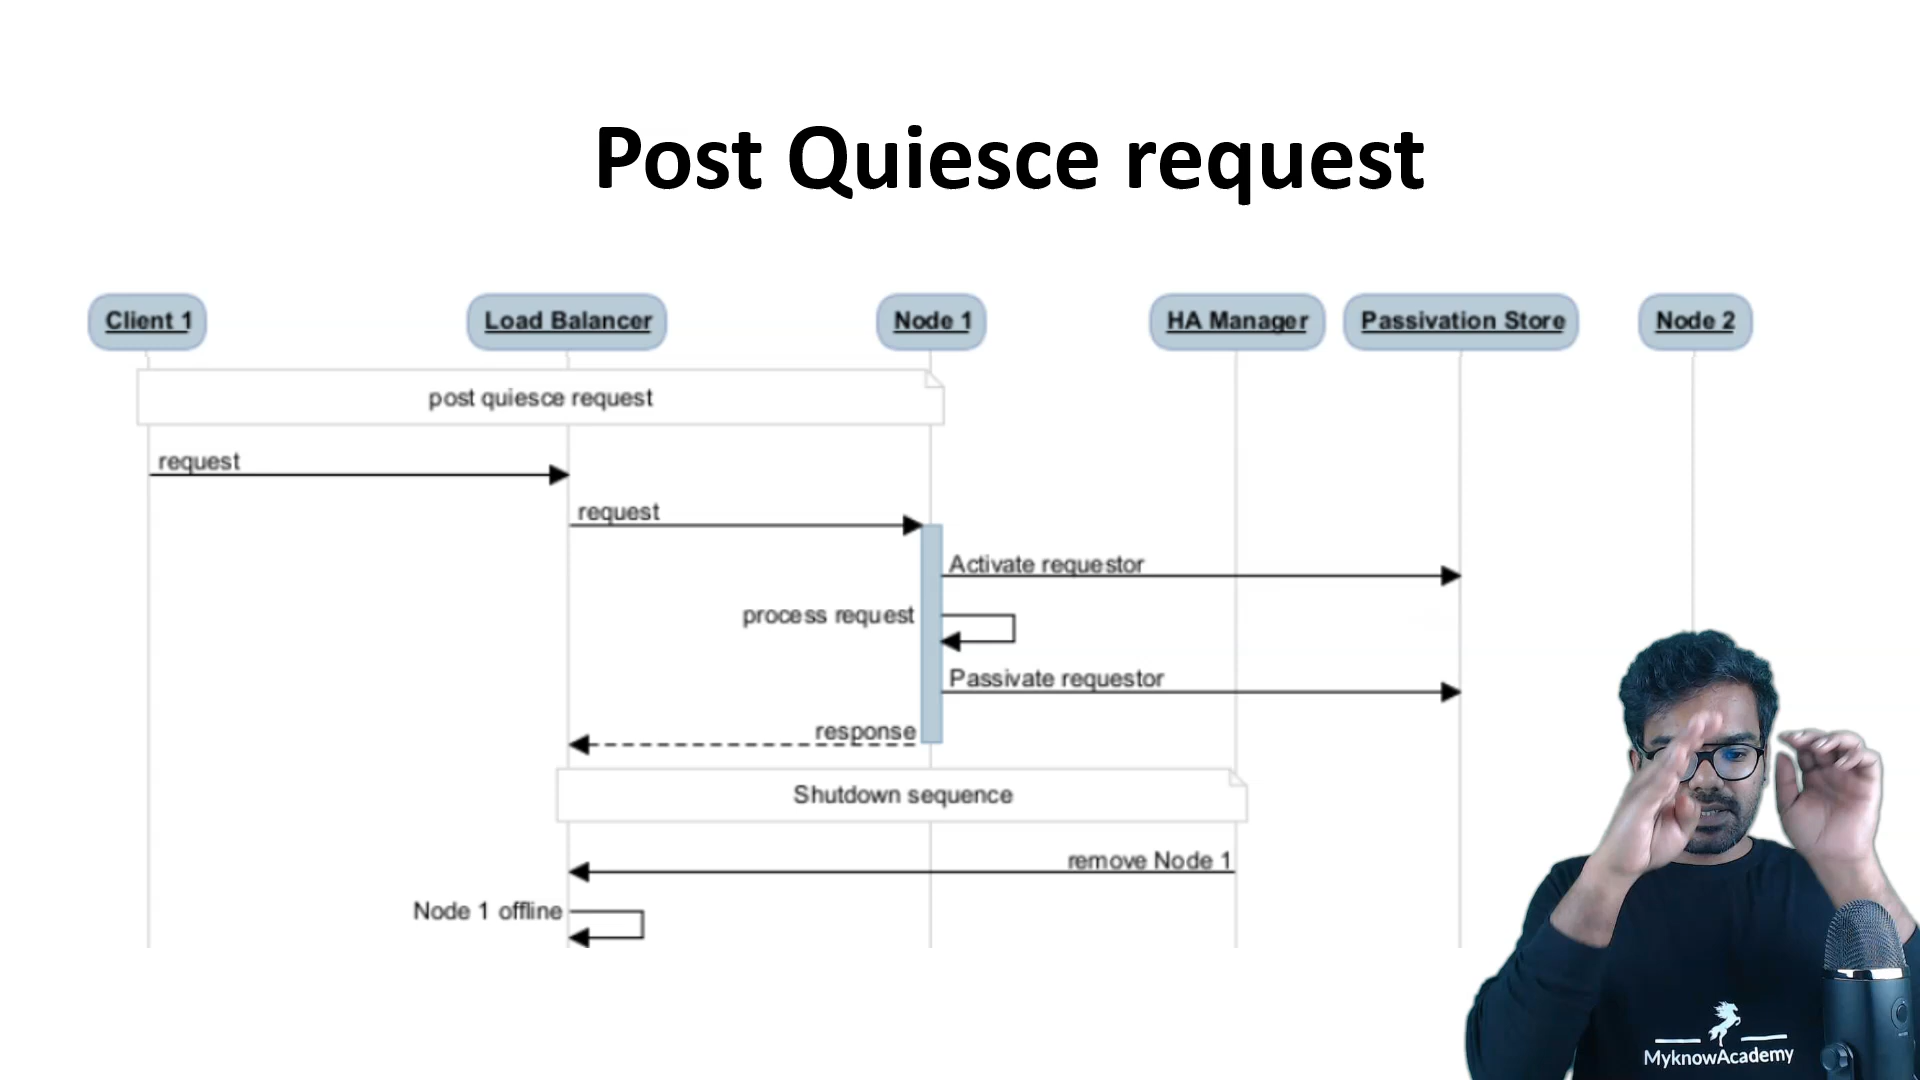 Post Quiesce request
Client 1
Load Balancer
Node 1
HA Manager
Passivation Store
Node 2
post quiesce request
request
request
Activate requestor
process request
Passivate requestor
response
Shutdown sequence
remove Node 1
Node 1 offline
MyknowAcademy